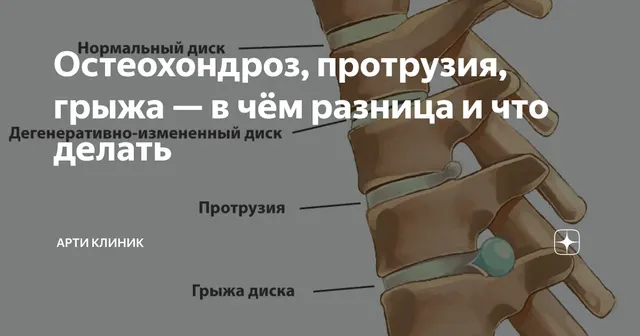 Нормальный диск
Остеохондроз, протрузия,
грыжа — в чём разница и что
Дегенеративно-измененный диск
делать
Протрузия
АРТИ КЛИНИК
Грыжа диска